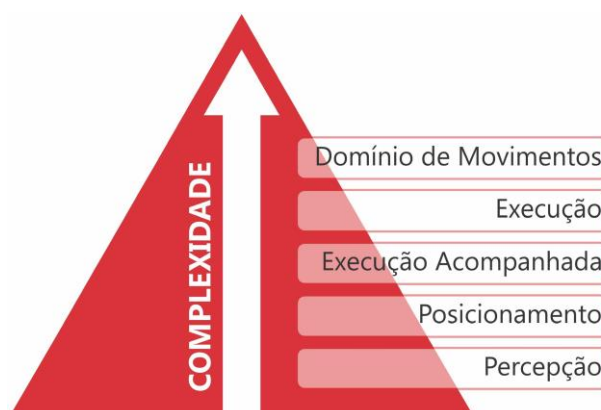 COMPLEXIDADE
Domínio de Movimentos
Execução
Execução Acompanhada
Posicionamento
Percepção